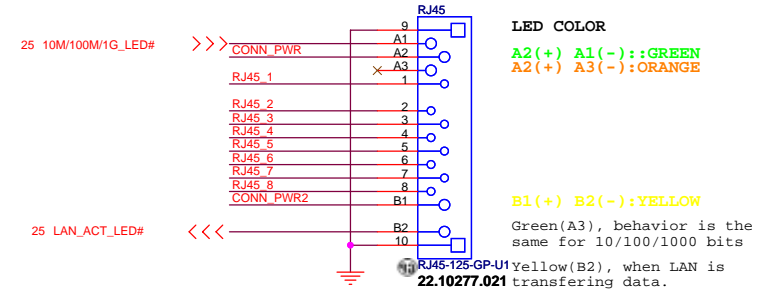 RJ45
LED COLOR
9
25 10M/100M/1G_LED#
A1
CONN_PWR
A2
A2(+) A1(-)::GREEN
A3
A2(+) A3(-):ORANGE
RJ45_1
1
RJ45_2
2
RJ45_3
3
RJ45_4
4
RJ45_5
5
RJ45_6
6
RJ45_7
7
RJ45_8
8
CONN_PWR2
B1
B1(+) B2(-):YELLOW
25 LAN_ACT_LED#
B2
10
Green(A3), behavior is the
same for 10/100/1000 bits
RJ45-125-GP-U1
22.10277.021
Yellow(B2), when LAN is
transfering data.